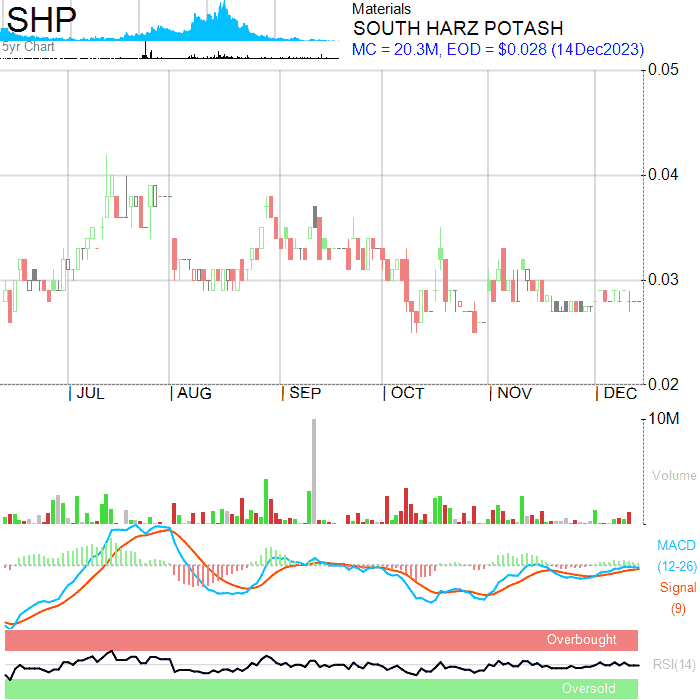 SHP
5yr Chart
Materials
SOUTH HARZ POTASH
MC = 20.3M, EOD = $0.028 (14Dec2023)
0.05
0.04
0.03
0.02
JUL AUG SEP OCT NOV DEC
10M
Volume
MACD
(12-26)
Signal
(9)
Overbought
RSI(14)
Oversold